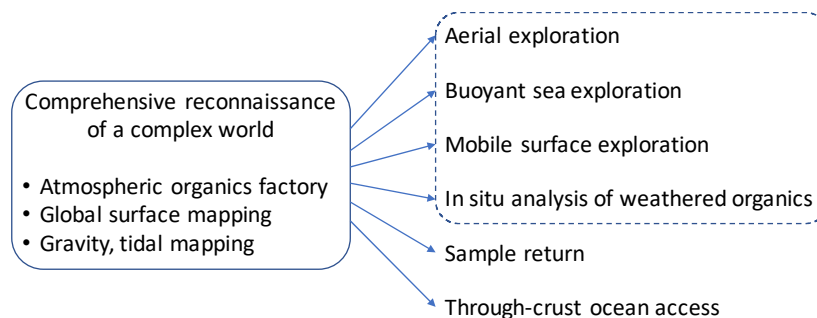 Comprehensive reconnaissance
of a complex world
• Atmospheric organics factory
• Global surface mapping
• Gravity, tidal mapping
Aerial exploration
Buoyant sea exploration
Mobile surface exploration
In situ analysis of weathered organics
Sample return
Through-crust ocean access